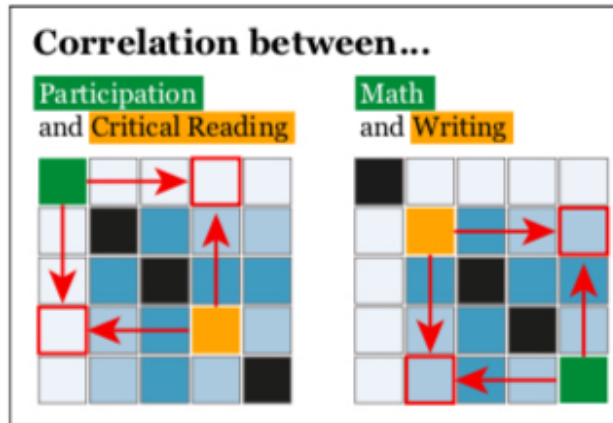 Correlation between...
Participation
and Critical Reading
Math
and Writing